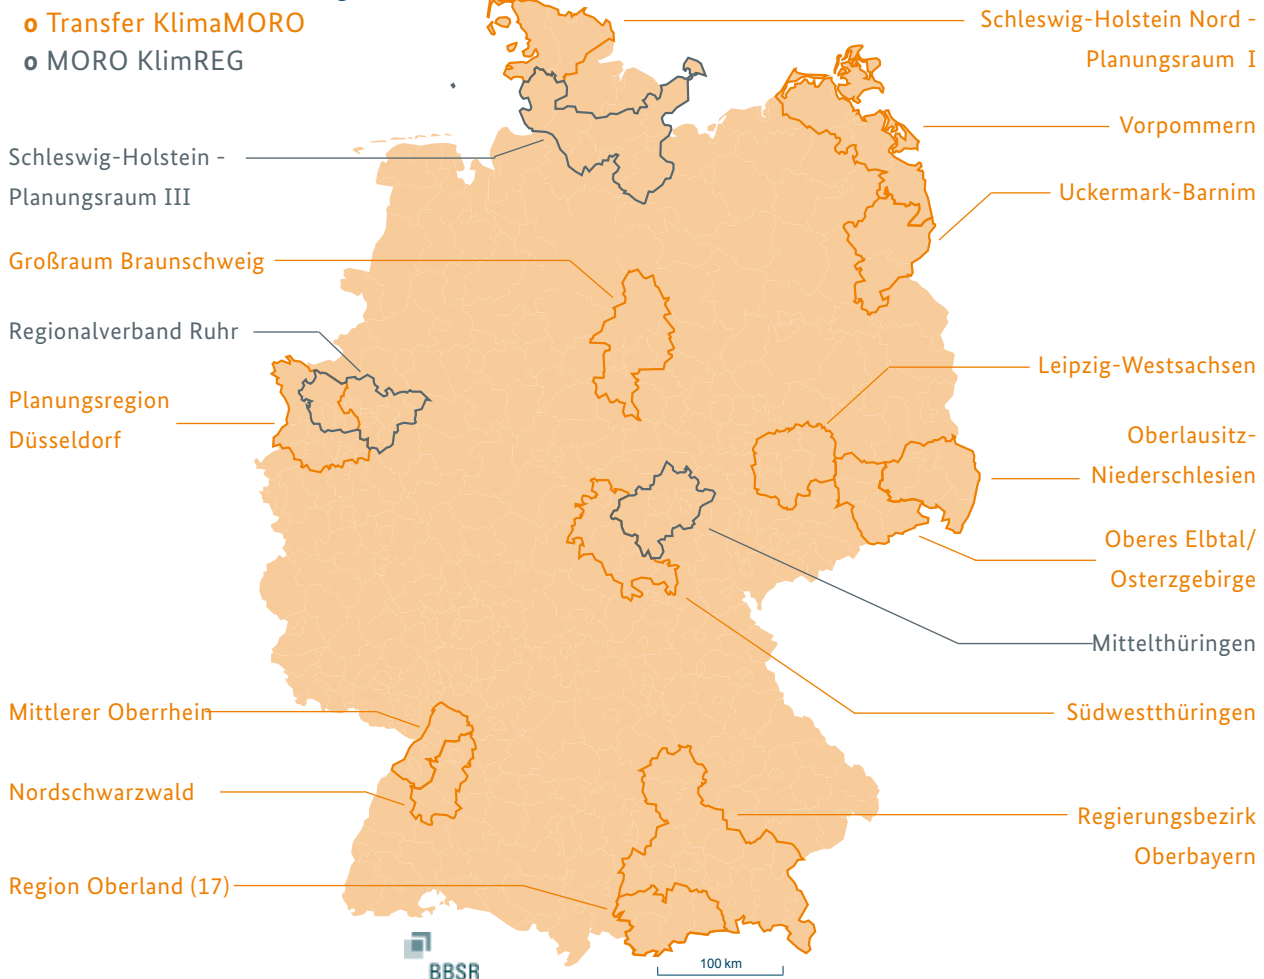 o Transfer KlimaMORO
o MORO KlimREG
Schleswig-Holstein Nord -
Planungsraum I
Vorpommern
Schleswig-Holstein -
Planungsraum III
Uckermark-Barnim
Großraum Braunschweig
Regionalverband Ruhr
Leipzig-Westsachsen
Planungsregion
Düsseldorf
Oberlausitz-
Niederschlesien
Oberes Elbtal/
Osterzgebirge
Mittelthüringen
Mittlerer Oberrhein
Südwestthüringen
Nordschwarzwald
Regierungsbezirk
Oberbayern
Region Oberland (17)
100 km
BBSR